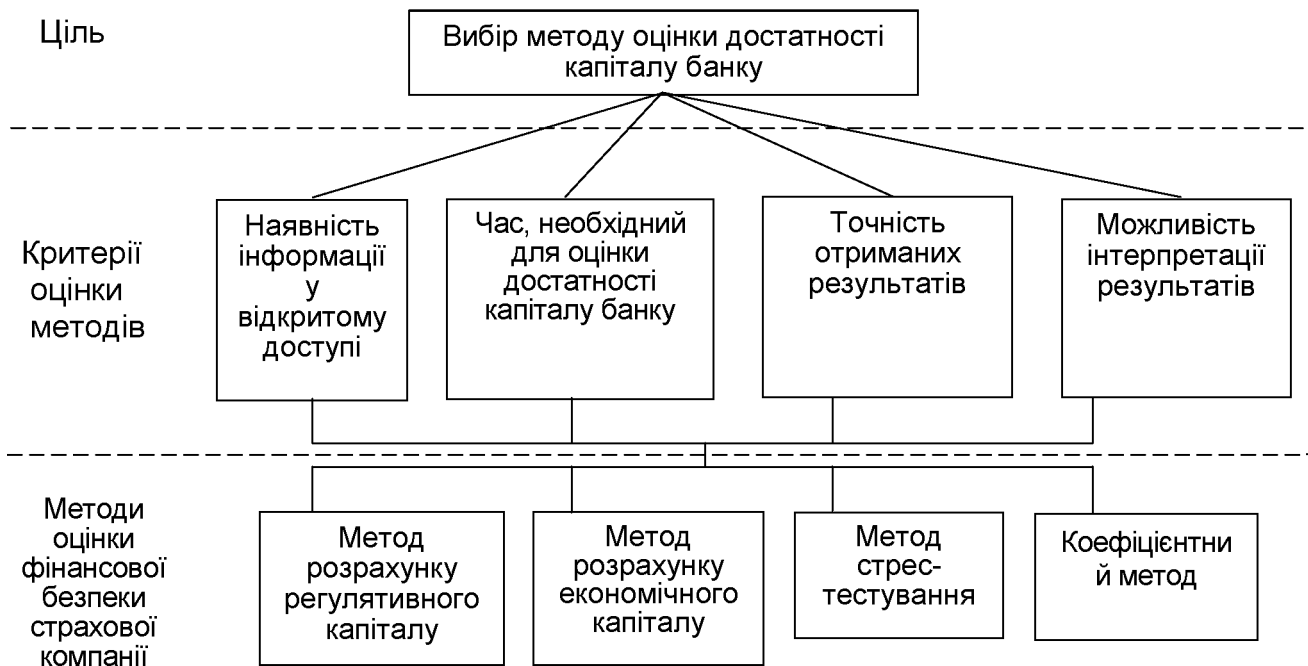 Ціль
Вибір методу оцінки достатності
капіталу банку
Критерії
оцінки
методів
Наявність
інформації
у
відкритому
доступі
Час, необхідний
для оцінки
достатності
капіталу банку
Точність
отриманих
результатів
Можливість
інтерпретації
результатів
Методи
оцінки
фінансової
безпеки
страхової
компанії
Метод
розрахунку
регулятивного
капіталу
Метод
розрахунку
економічного
капіталу
Метод
стрес-
тестування
Коефіцієнтни
й метод